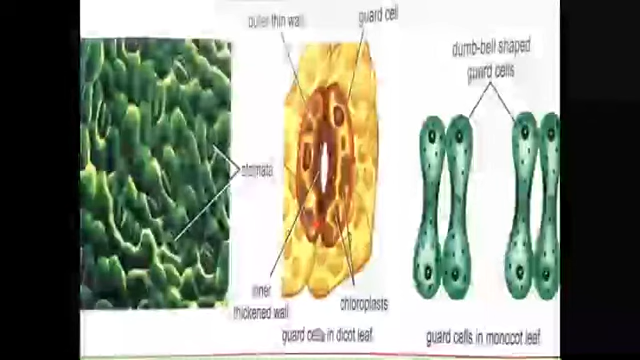 outer thin wall
guard cell
dumb-bell shaped
guard cells
stomata
inner
thickened wall
chloroplasts
guard cells in dicot leaf
guard cells in monocot leaf